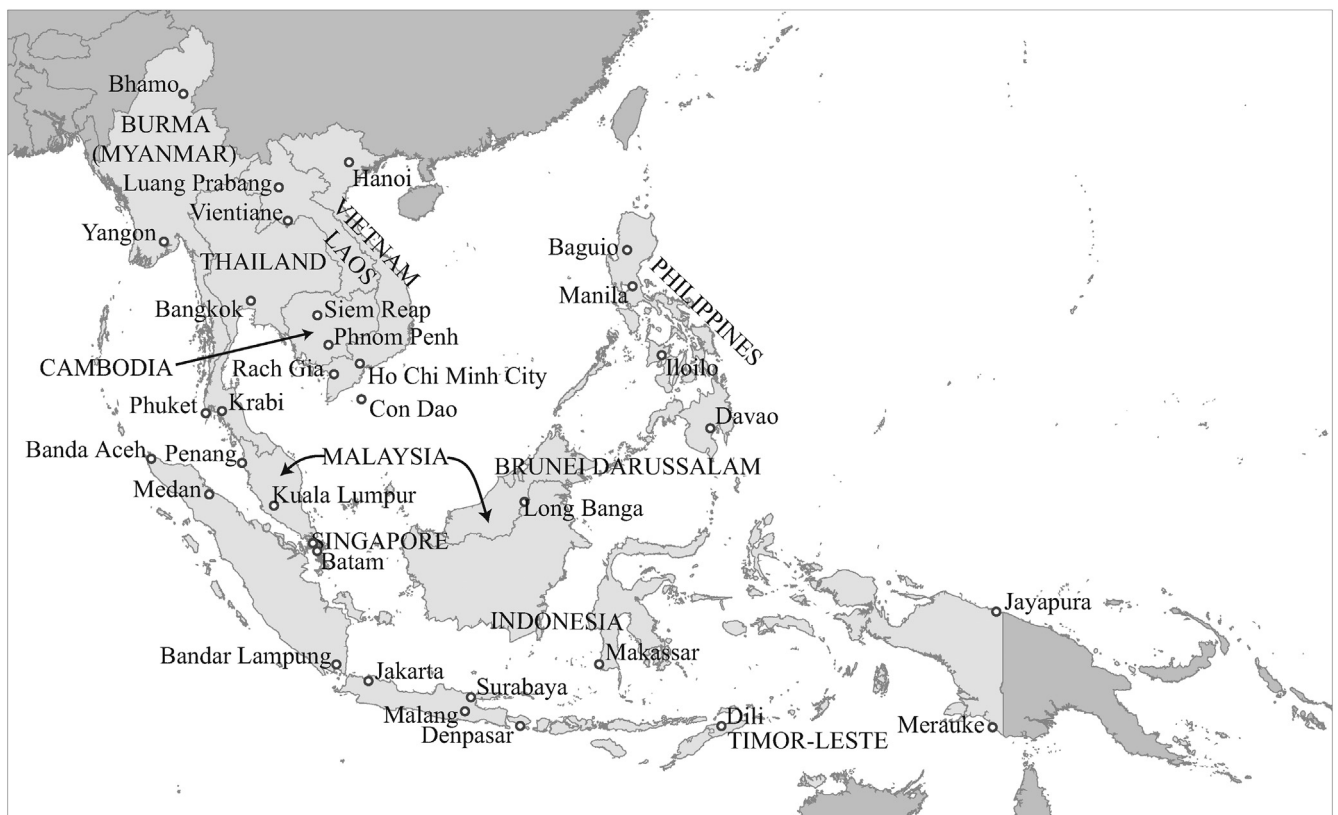 Bhamo
BURMA
(MYANMAR)
Hanoi
Luang Prabang
Vientiane
VIETNAM
Yangon
LAOS
THAILAND
Baguio
PHILIPPINES
Manila
Bangkok
Siem Reap
Phnom Penh
CAMBODIA
Rach Gia
Ho Chi Minh City
Iloilo
Phuket
Krabi
Con Dao
Davao
Banda Aceh
Penang
MALAYSIA
BRUNEI DARUSSALAM
Medan
Kuala Lumpur
Long Banga
SINGAPORE
Batam
Jayapura
INDONESIA
Bandar Lampung
Makassar
Jakarta
Surabaya
Malang
Dili
Merauke
Denpasar
TIMOR-LESTE